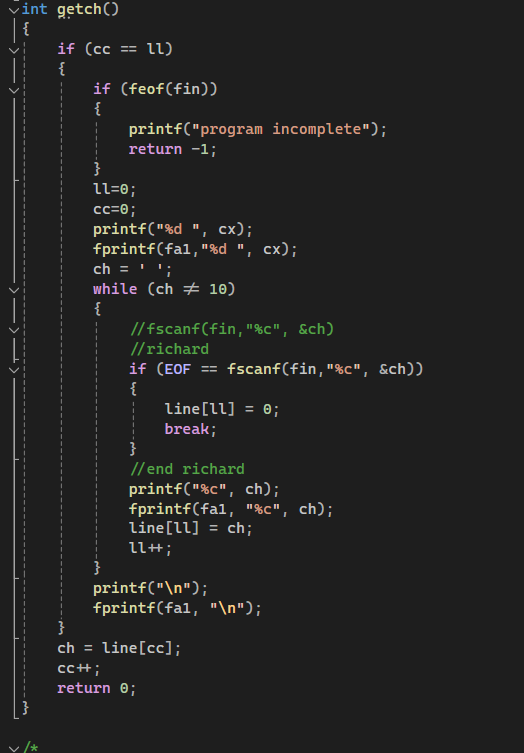 int getch()
{
if (cc == ll)
{
if (feof(fin))
{
printf("program incomplete");
return -1;
}
ll=0;
cc=0;
printf("%d ", cx);
fprintf(fa1,"%d ", cx);
ch = ' ';
while (ch ≠ 10)
{
//fscanf(fin,"%c", &ch)
//richard
if (EOF == fscanf(fin,"%c", &ch))
{
line[ll] = 0;
break;
}
//end richard
printf("%c", ch);
fprintf(fa1, "%c", ch);
line[ll] = ch;
ll++;
}
printf("\n");
fprintf(fa1, "\n");
}
ch = line[cc];
cc++;
return 0;
}
/*